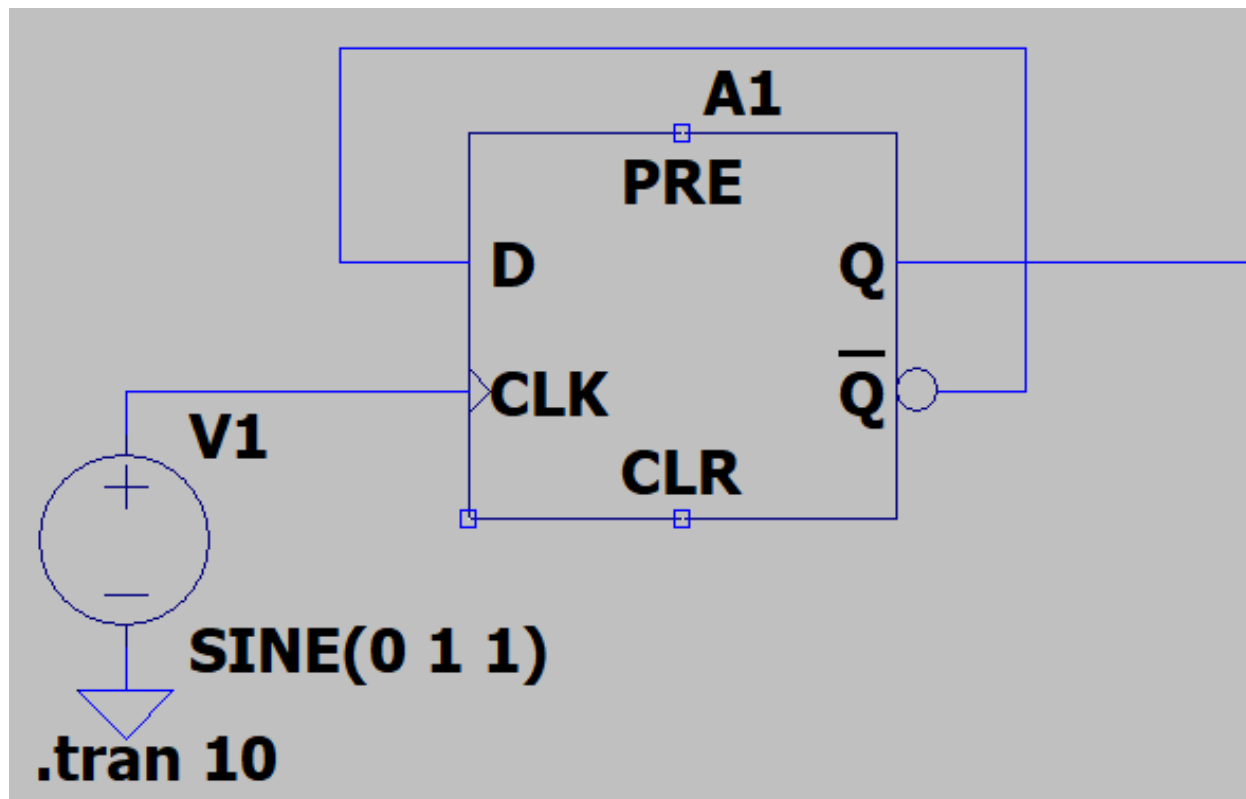 A1
PRE
D Q
CLK Q̅
V1
CLR
SINE(0 1 1)
.tran 10